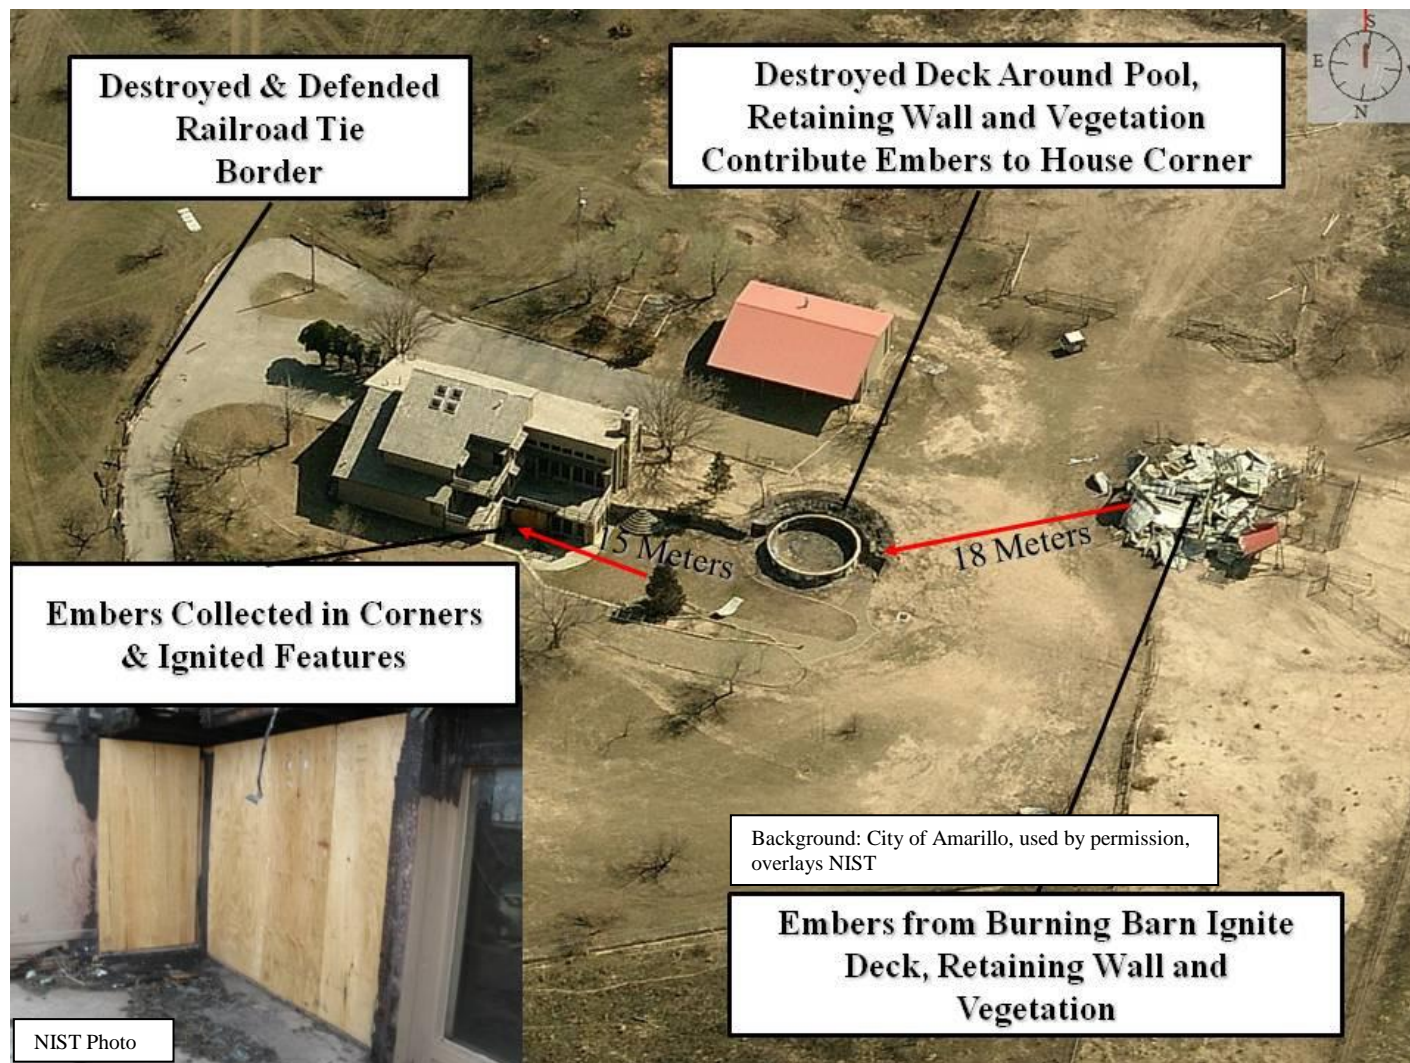 Destroyed & Defended
Railroad Tie
Border
Destroyed Deck Around Pool,
Retaining Wall and Vegetation
Contribute Embers to House Corner
S
E
N
15 Meters
18 Meters
Embers Collected in Corners
& Ignited Features
Background: City of Amarillo, used by permission,
overlays NIST
Embers from Burning Barn Ignite
Deck, Retaining Wall and
Vegetation
NIST Photo